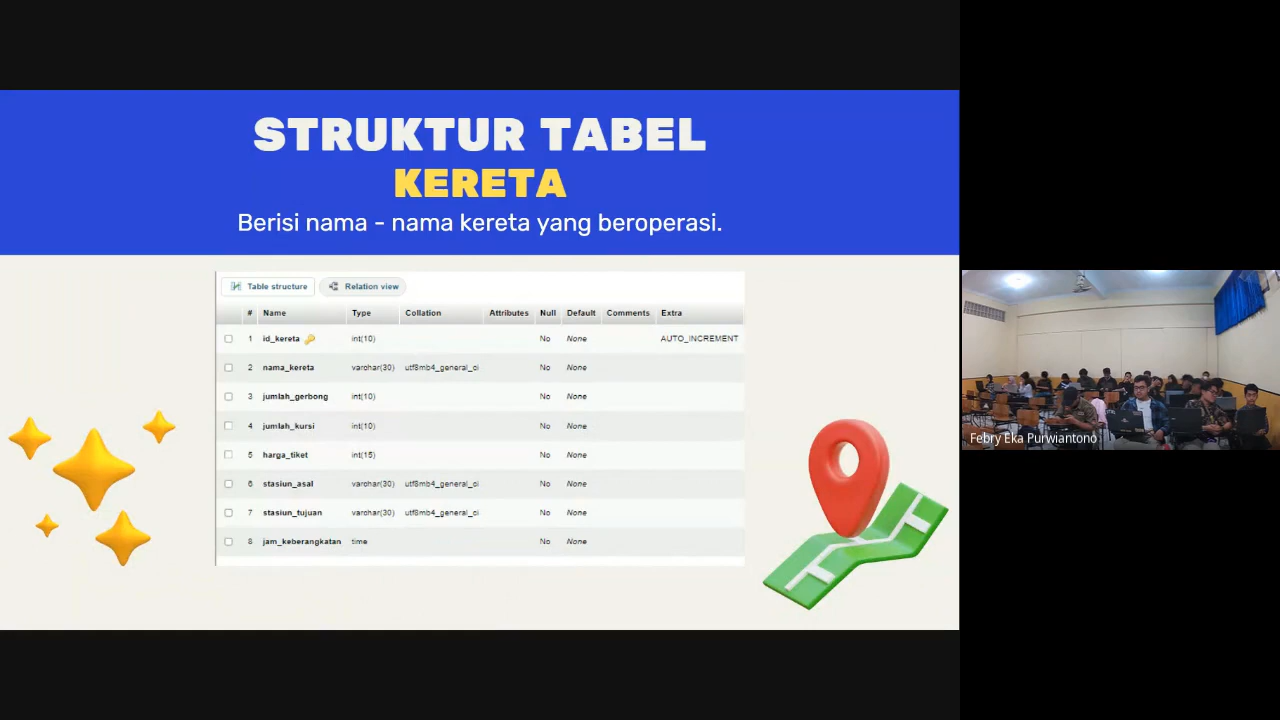 STRUKTUR TABEL
KERETA
Berisi nama - nama kereta yang beroperasi.
Table structure Relation view
# Name Type Collation Attributes Null Default Comments Extra
1 id_kereta int(10) No None AUTO_INCREMENT
2 nama_kereta varchar(30) utf8mb4_general_ci No None
3 jumlah_gerbong int(10) No None
4 jumlah_kursi int(10) No None
5 harga_tiket int(15) No None
6 stasiun_asal varchar(30) utf8mb4_general_ci No None
7 stasiun_tujuan varchar(30) utf8mb4_general_ci No None
8 jam_keberangkatan time No None
Febry Eka Purwiantono